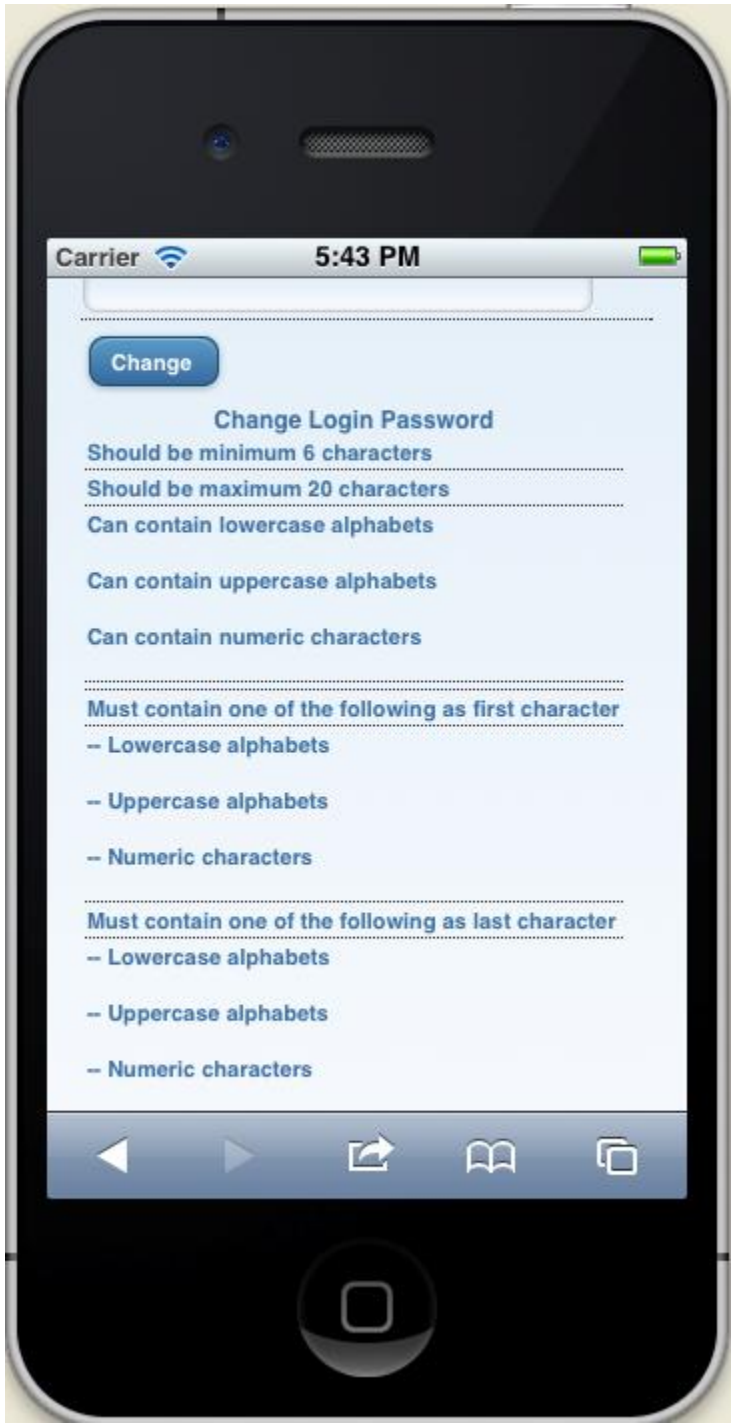 Carrier 5:43 PM
Change
Change Login Password
Should be minimum 6 characters
Should be maximum 20 characters
Can contain lowercase alphabets
Can contain uppercase alphabets
Can contain numeric characters
Must contain one of the following as first character
-- Lowercase alphabets
-- Uppercase alphabets
-- Numeric characters
Must contain one of the following as last character
-- Lowercase alphabets
-- Uppercase alphabets
-- Numeric characters